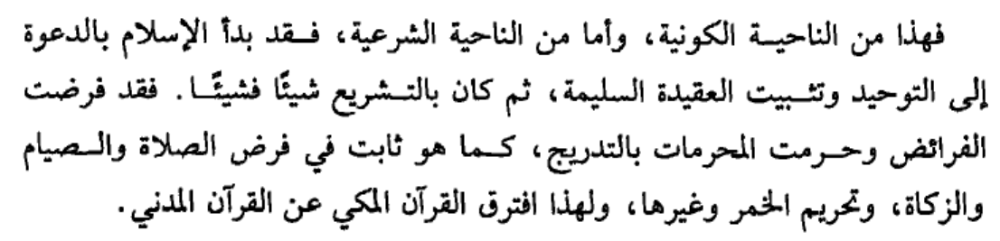 فهذا من الناحية الكونية، وأما من الناحية الشرعية، فقد بدأ الإسلام بالدعوة
إلى التوحيد وتثبيت العقيدة السليمة، ثم كان بالتشريع شيئًا فشيئًا. فقد فرضت
الفرائض وحرمت المحرمات بالتدريج، كما هو ثابت في فرض الصلاة والصيام
والزكاة، وتحريم الخمر وغيرها، ولهذا افترق القرآن المكي عن القرآن المدني.